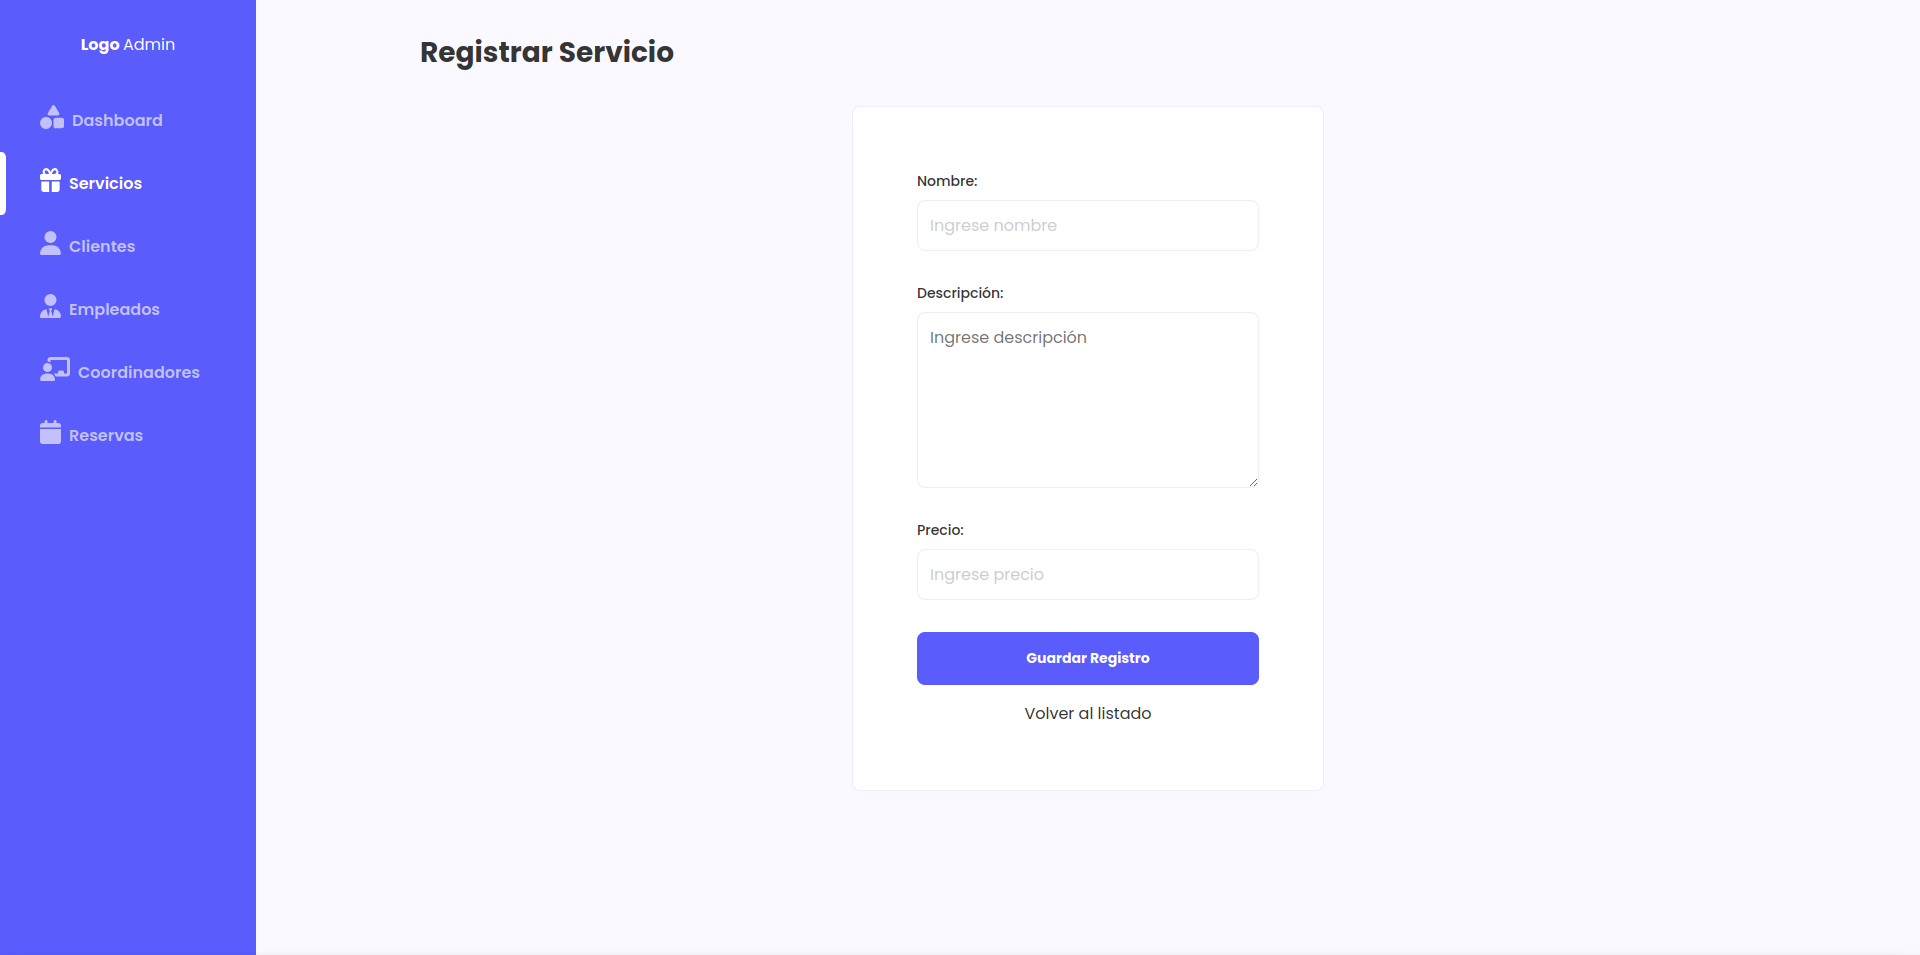 Logo Admin
Dashboard
Servicios
Clientes
Empleados
Coordinadores
Reservas
Registrar Servicio
Nombre:
Ingrese nombre
Descripción:
Ingrese descripción
Precio:
Ingrese precio
Guardar Registro
Volver al listado